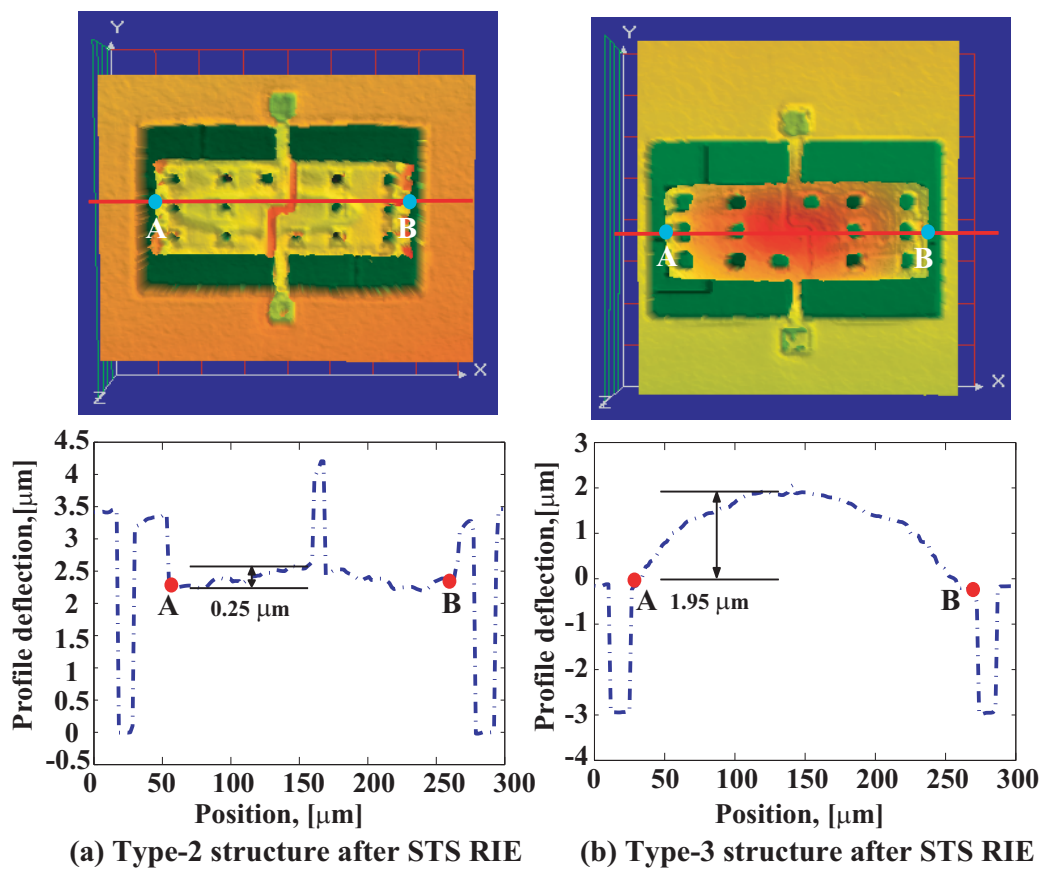 Y
A
B
X
Z
Y
A
B
X
Z
Profile deflection,[μm]
4.5
4
3.5
3
2.5
2
1.5
1
0.5
0
-0.5
A
0.25 μm
B
0 50 100 150 200 250 300
Position, [μm]
(a) Type-2 structure after STS RIE
Profile deflection,[μm]
3
2
1
0
-1
-2
-3
-4
A
1.95 μm
B
0 50 100 150 200 250 300
Position, [μm]
(b) Type-3 structure after STS RIE